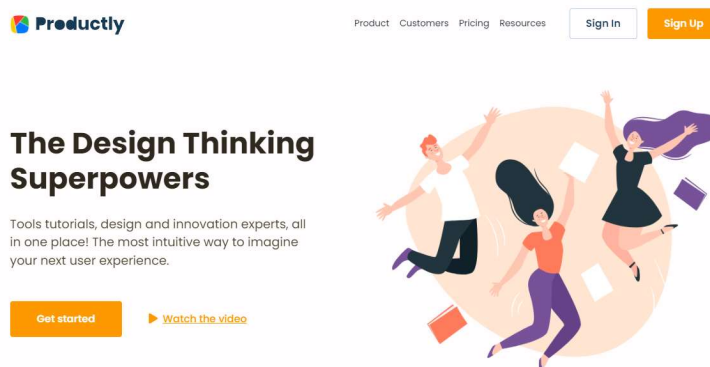 Productly
Product Customers Pricing Resources Sign In Sign Up
The Design Thinking
Superpowers
Tools tutorials, design and innovation experts, all
in one place! The most intuitive way to imagine
your next user experience.
Get started Watch the video